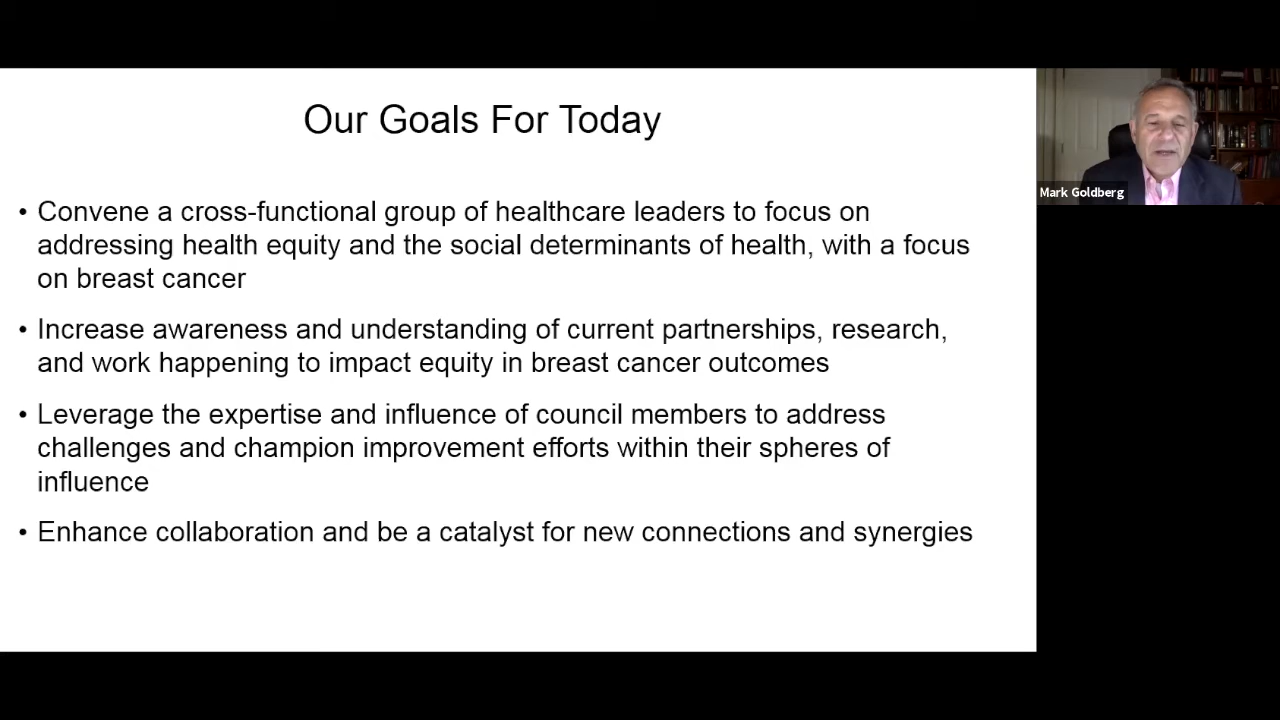 Our Goals For Today
• Convene a cross-functional group of healthcare leaders to focus on
addressing health equity and the social determinants of health, with a focus
on breast cancer
• Increase awareness and understanding of current partnerships, research,
and work happening to impact equity in breast cancer outcomes
• Leverage the expertise and influence of council members to address
challenges and champion improvement efforts within their spheres of
influence
• Enhance collaboration and be a catalyst for new connections and synergies
Mark Goldberg